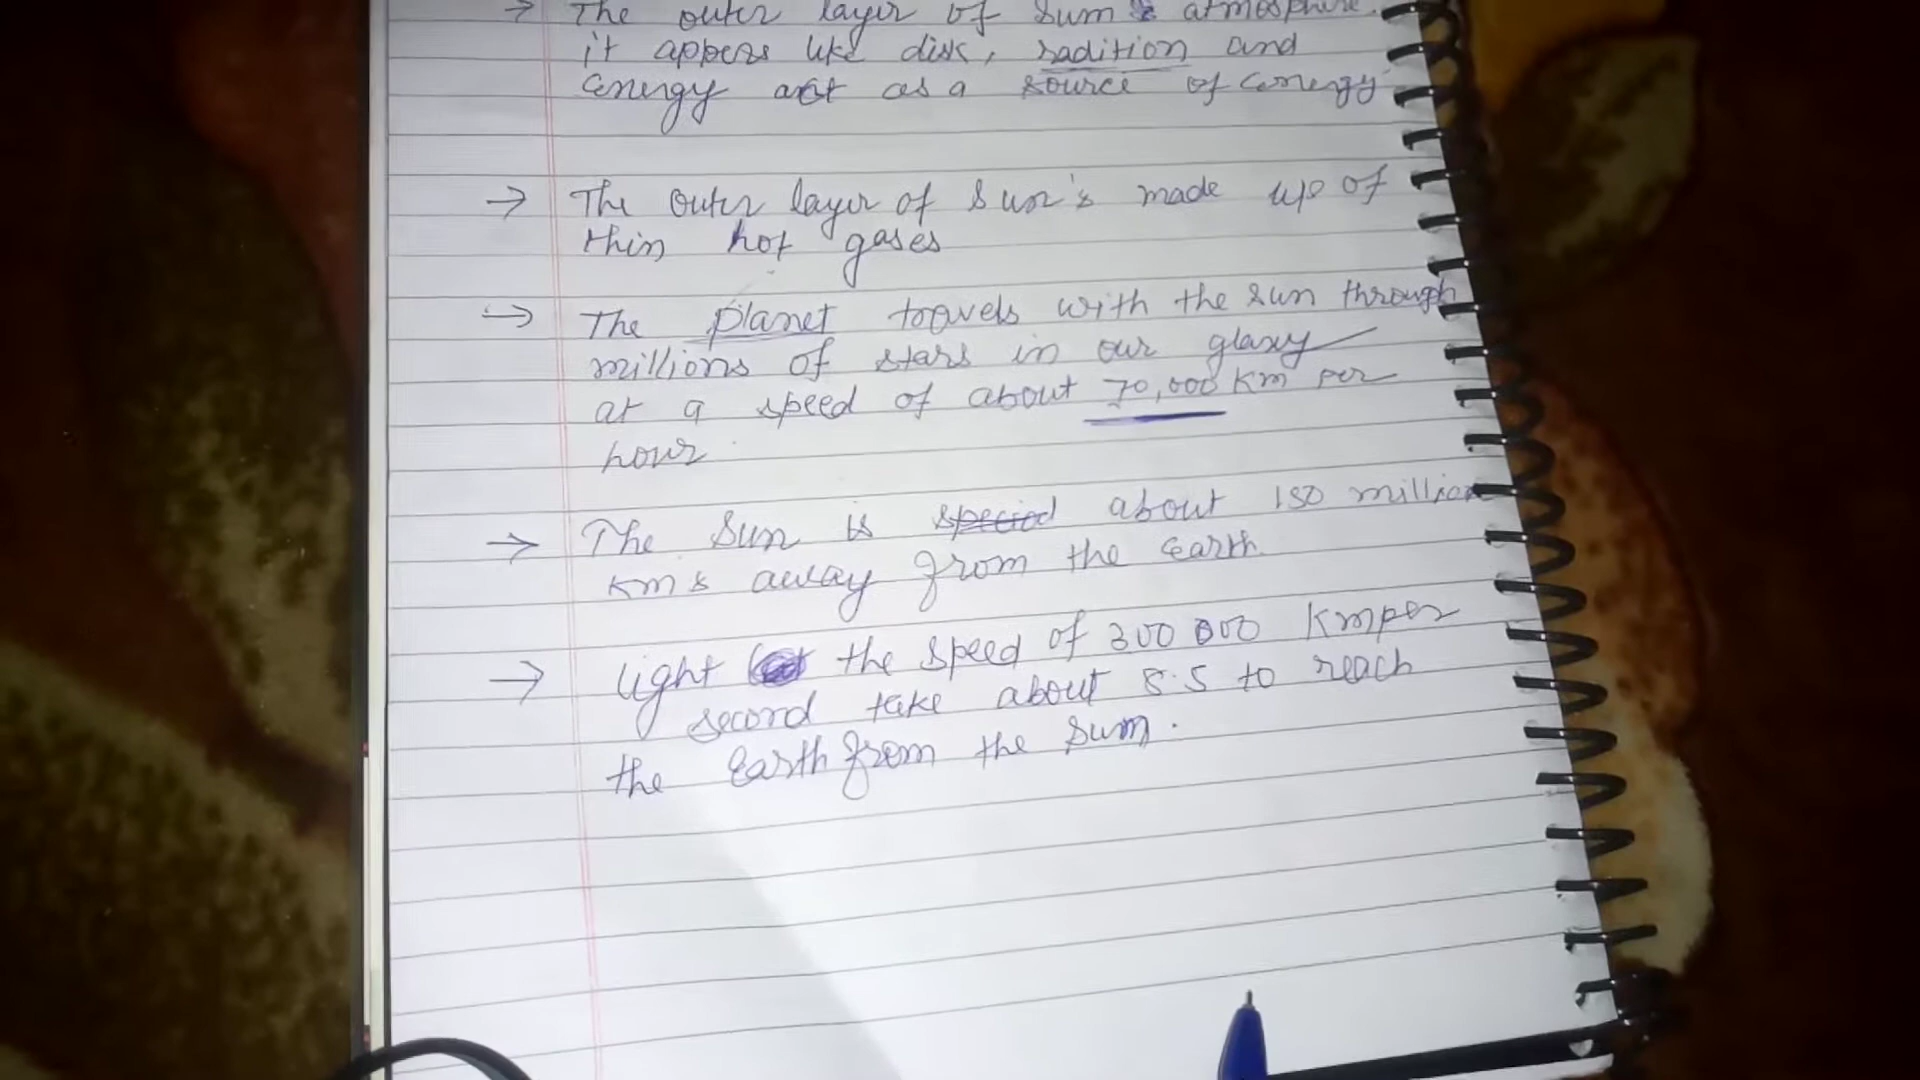 → The outer layer of Sum's atmosphere.
it appers like disk, radition and
energy act as a source of energy
→ The outer layer of Sun's made up of
thin hot gases
→ The planet travels with the sun through
millions of stars in our glaxy
at a speed of about 70,000 Km per
hour.
→ The Sun is speciod about 150 million
km's away from the earth.
→ light the speed of 300 000 Km per
second take about 8.5 to reach
the Earth from the Sum.